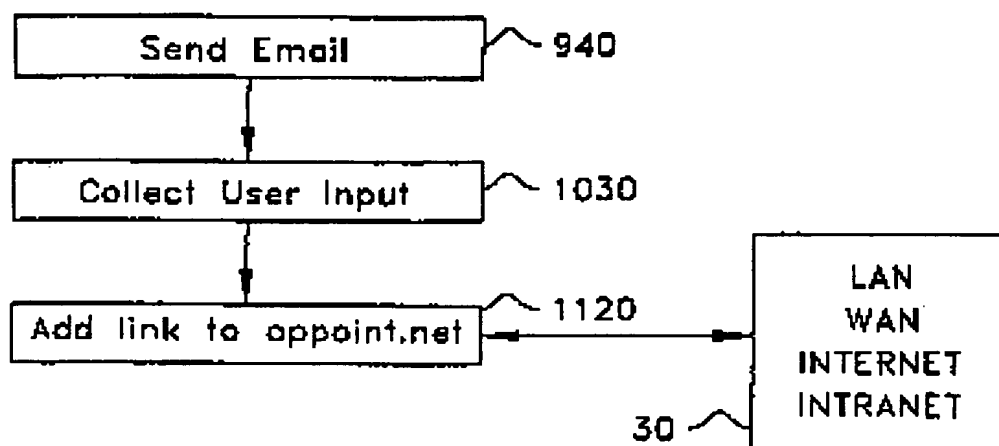 Send Email
940
Collect User Input
1030
Add link to appoint.net
1120
LAN
WAN
INTERNET
INTRANET
30